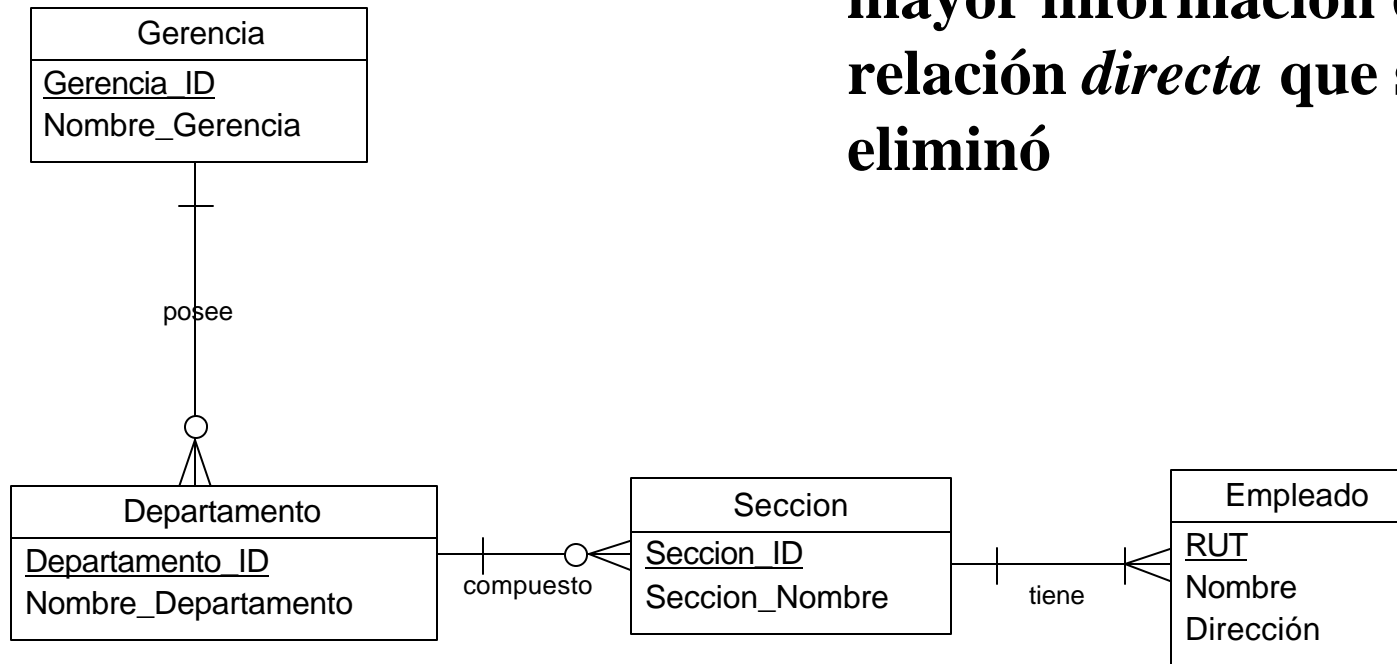 mayor información
relación directa que
eliminó
Gerencia
Gerencia_ID
Nombre_Gerencia
posee
Departamento
Departamento_ID
Nombre_Departamento
compuesto
Seccion
Seccion_ID
Seccion_Nombre
tiene
Empleado
RUT
Nombre
Dirección